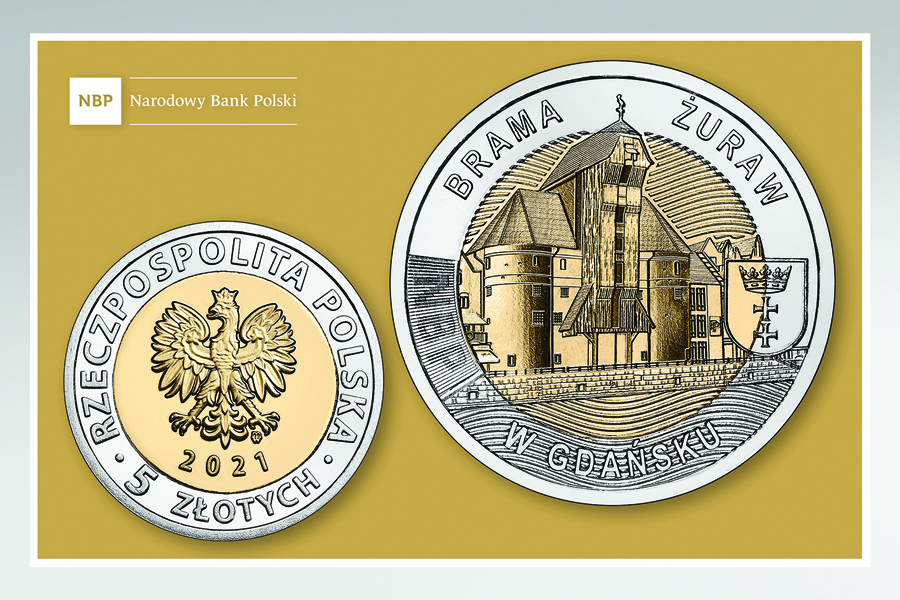 NBP
Narodowy Bank Polski
RZECZPOSPOLITA POLSKA
2021
5 ZŁOTYCH
BRAMA ŻURAW
W GDAŃSKU